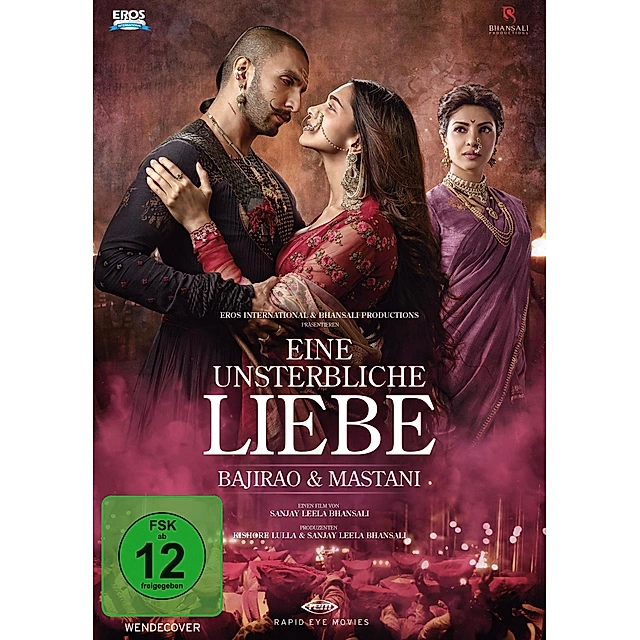 EROS
INTERNATIONAL
BHANSALI
PRODUCTIONS
EROS INTERNATIONAL & BHANSALI PRODUCTIONS
PRÄSENTIEREN
EINE
UNSTERBLICHE
LIEBE
BAJIRAO & MASTANI
EINEN FILM VON
SANJAY LEELA BHANSALI
PRODUZENTEN
KISHORE LULLA & SANJAY LEELA BHANSALI
FSK
ab
12
freigegeben
WENDECOVER
rem
RAPID EYE MOVIES